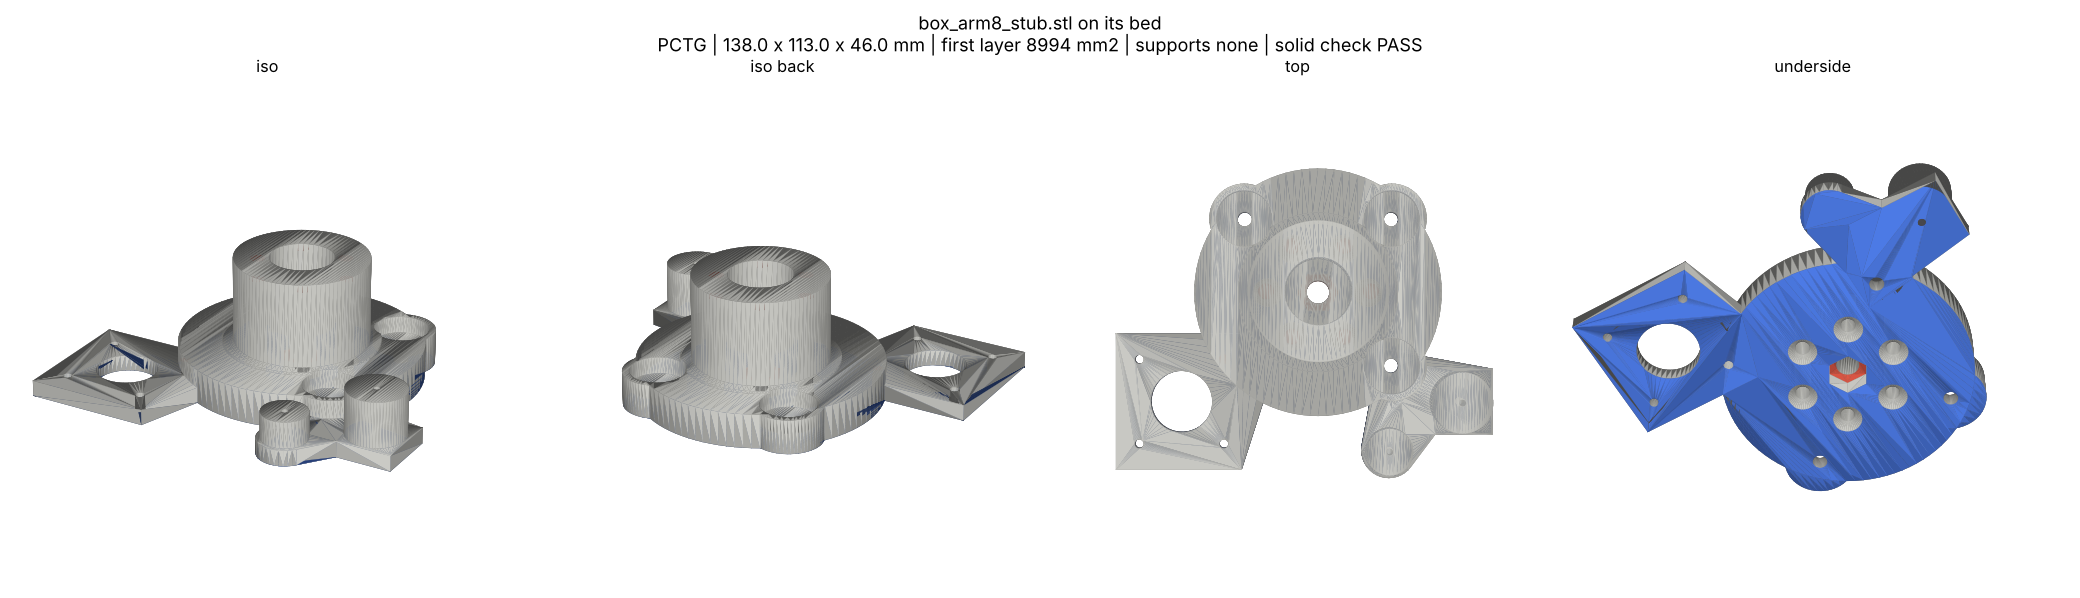 box_arm8_stub.stl on its bed
PCTG | 138.0 x 113.0 x 46.0 mm | first layer 8994 mm2 | supports none | solid check PASS
iso
iso back
top
underside